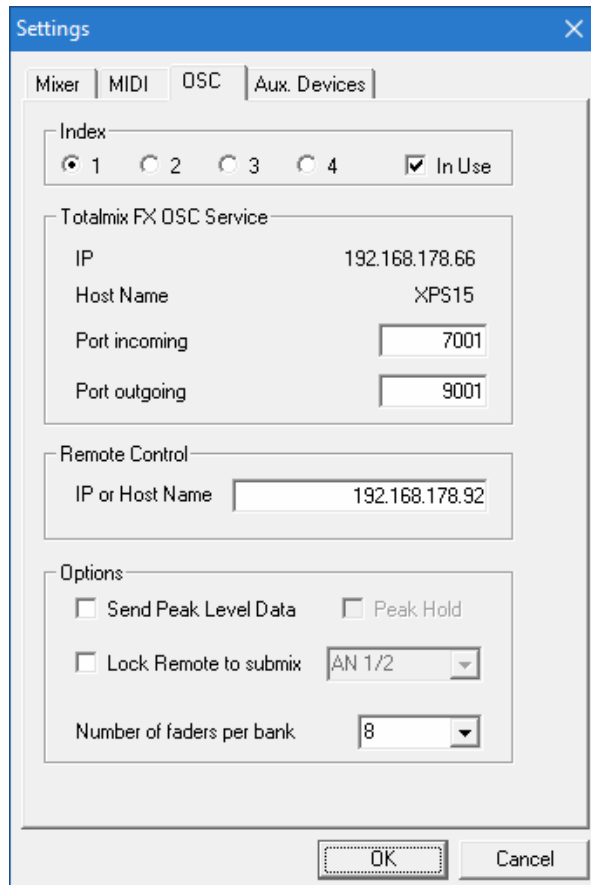 Settings
Mixer MIDI OSC Aux. Devices
Index
1 2 3 4 In Use
Totalmix FX OSC Service
IP 192.168.178.66
Host Name XPS15
Port incoming 7001
Port outgoing 9001
Remote Control
IP or Host Name 192.168.178.92
Options
Send Peak Level Data Peak Hold
Lock Remote to submix AN 1/2
Number of faders per bank 8
OK Cancel